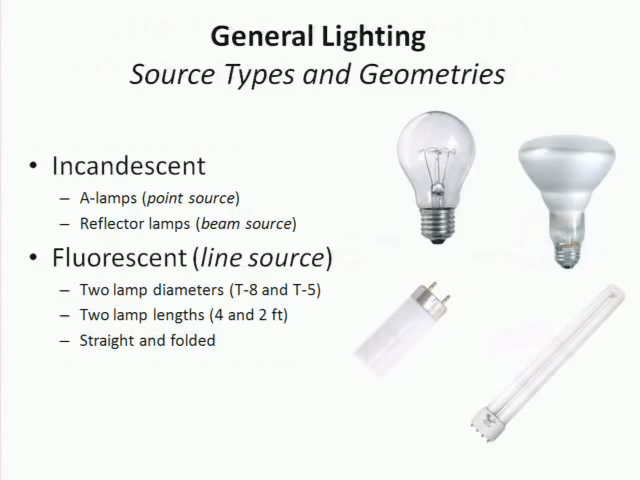 General Lighting
Source Types and Geometries
• Incandescent
– A-lamps (point source)
– Reflector lamps (beam source)
• Fluorescent (line source)
– Two lamp diameters (T-8 and T-5)
– Two lamp lengths (4 and 2 ft)
– Straight and folded